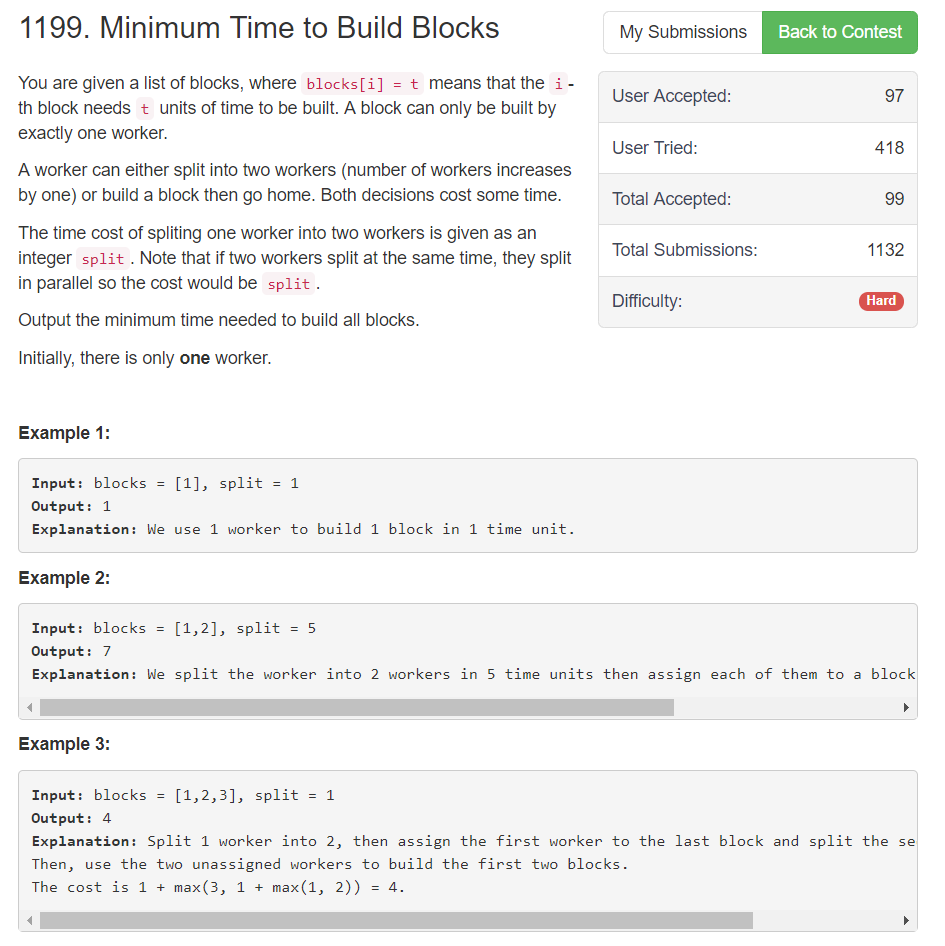 1199. Minimum Time to Build Blocks
My Submissions
Back to Contest
You are given a list of blocks, where blocks[i] = t means that the i -
th block needs t units of time to be built. A block can only be built by
exactly one worker.
A worker can either split into two workers (number of workers increases
by one) or build a block then go home. Both decisions cost some time.
The time cost of spliting one worker into two workers is given as an
integer split . Note that if two workers split at the same time, they split
in parallel so the cost would be split .
Output the minimum time needed to build all blocks.
Initially, there is only one worker.
User Accepted: 97
User Tried: 418
Total Accepted: 99
Total Submissions: 1132
Difficulty: Hard
Example 1:
Input: blocks = [1], split = 1
Output: 1
Explanation: We use 1 worker to build 1 block in 1 time unit.
Example 2:
Input: blocks = [1,2], split = 5
Output: 7
Explanation: We split the worker into 2 workers in 5 time units then assign each of them to a block
Example 3:
Input: blocks = [1,2,3], split = 1
Output: 4
Explanation: Split 1 worker into 2, then assign the first worker to the last block and split the se
Then, use the two unassigned workers to build the first two blocks.
The cost is 1 + max(3, 1 + max(1, 2)) = 4.